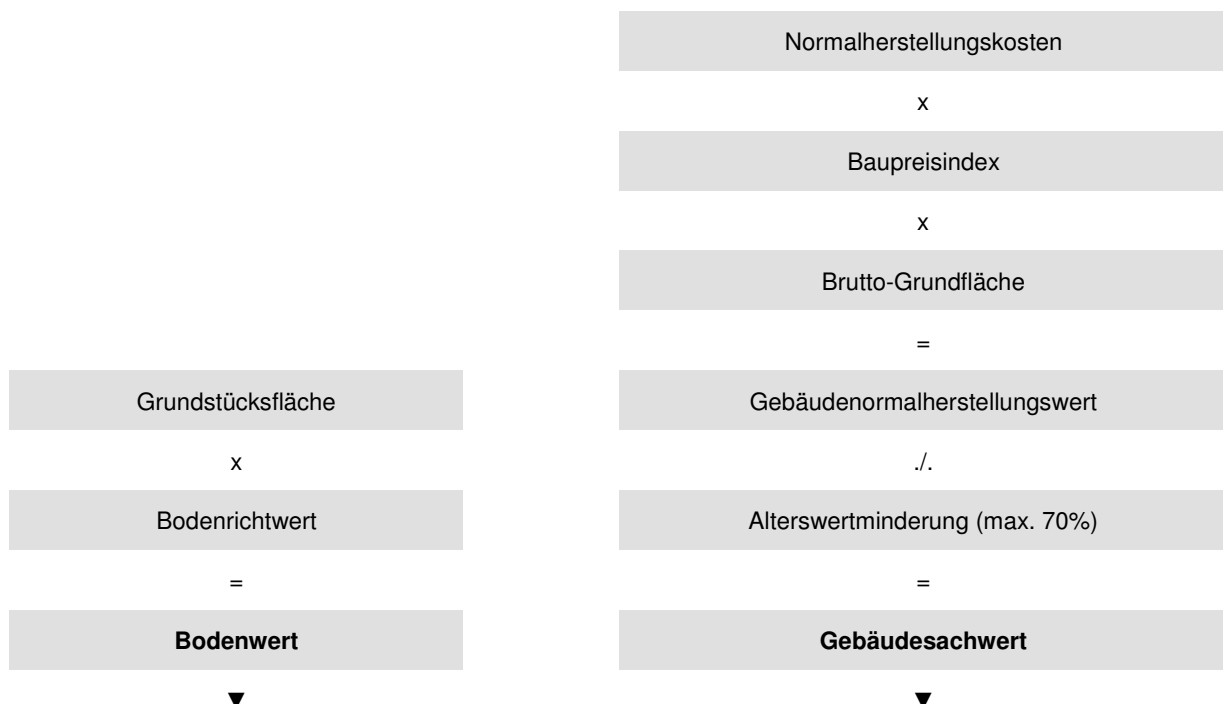 Normalherstellungskosten
x
Baupreisindex
x
Brutto-Grundfläche
=
Grundstücksfläche
x
Bodenrichtwert
=
Bodenwert
▼
Gebäudenormalherstellungswert
./.
Alterswertminderung (max. 70%)
=
Gebäudesachwert
▼